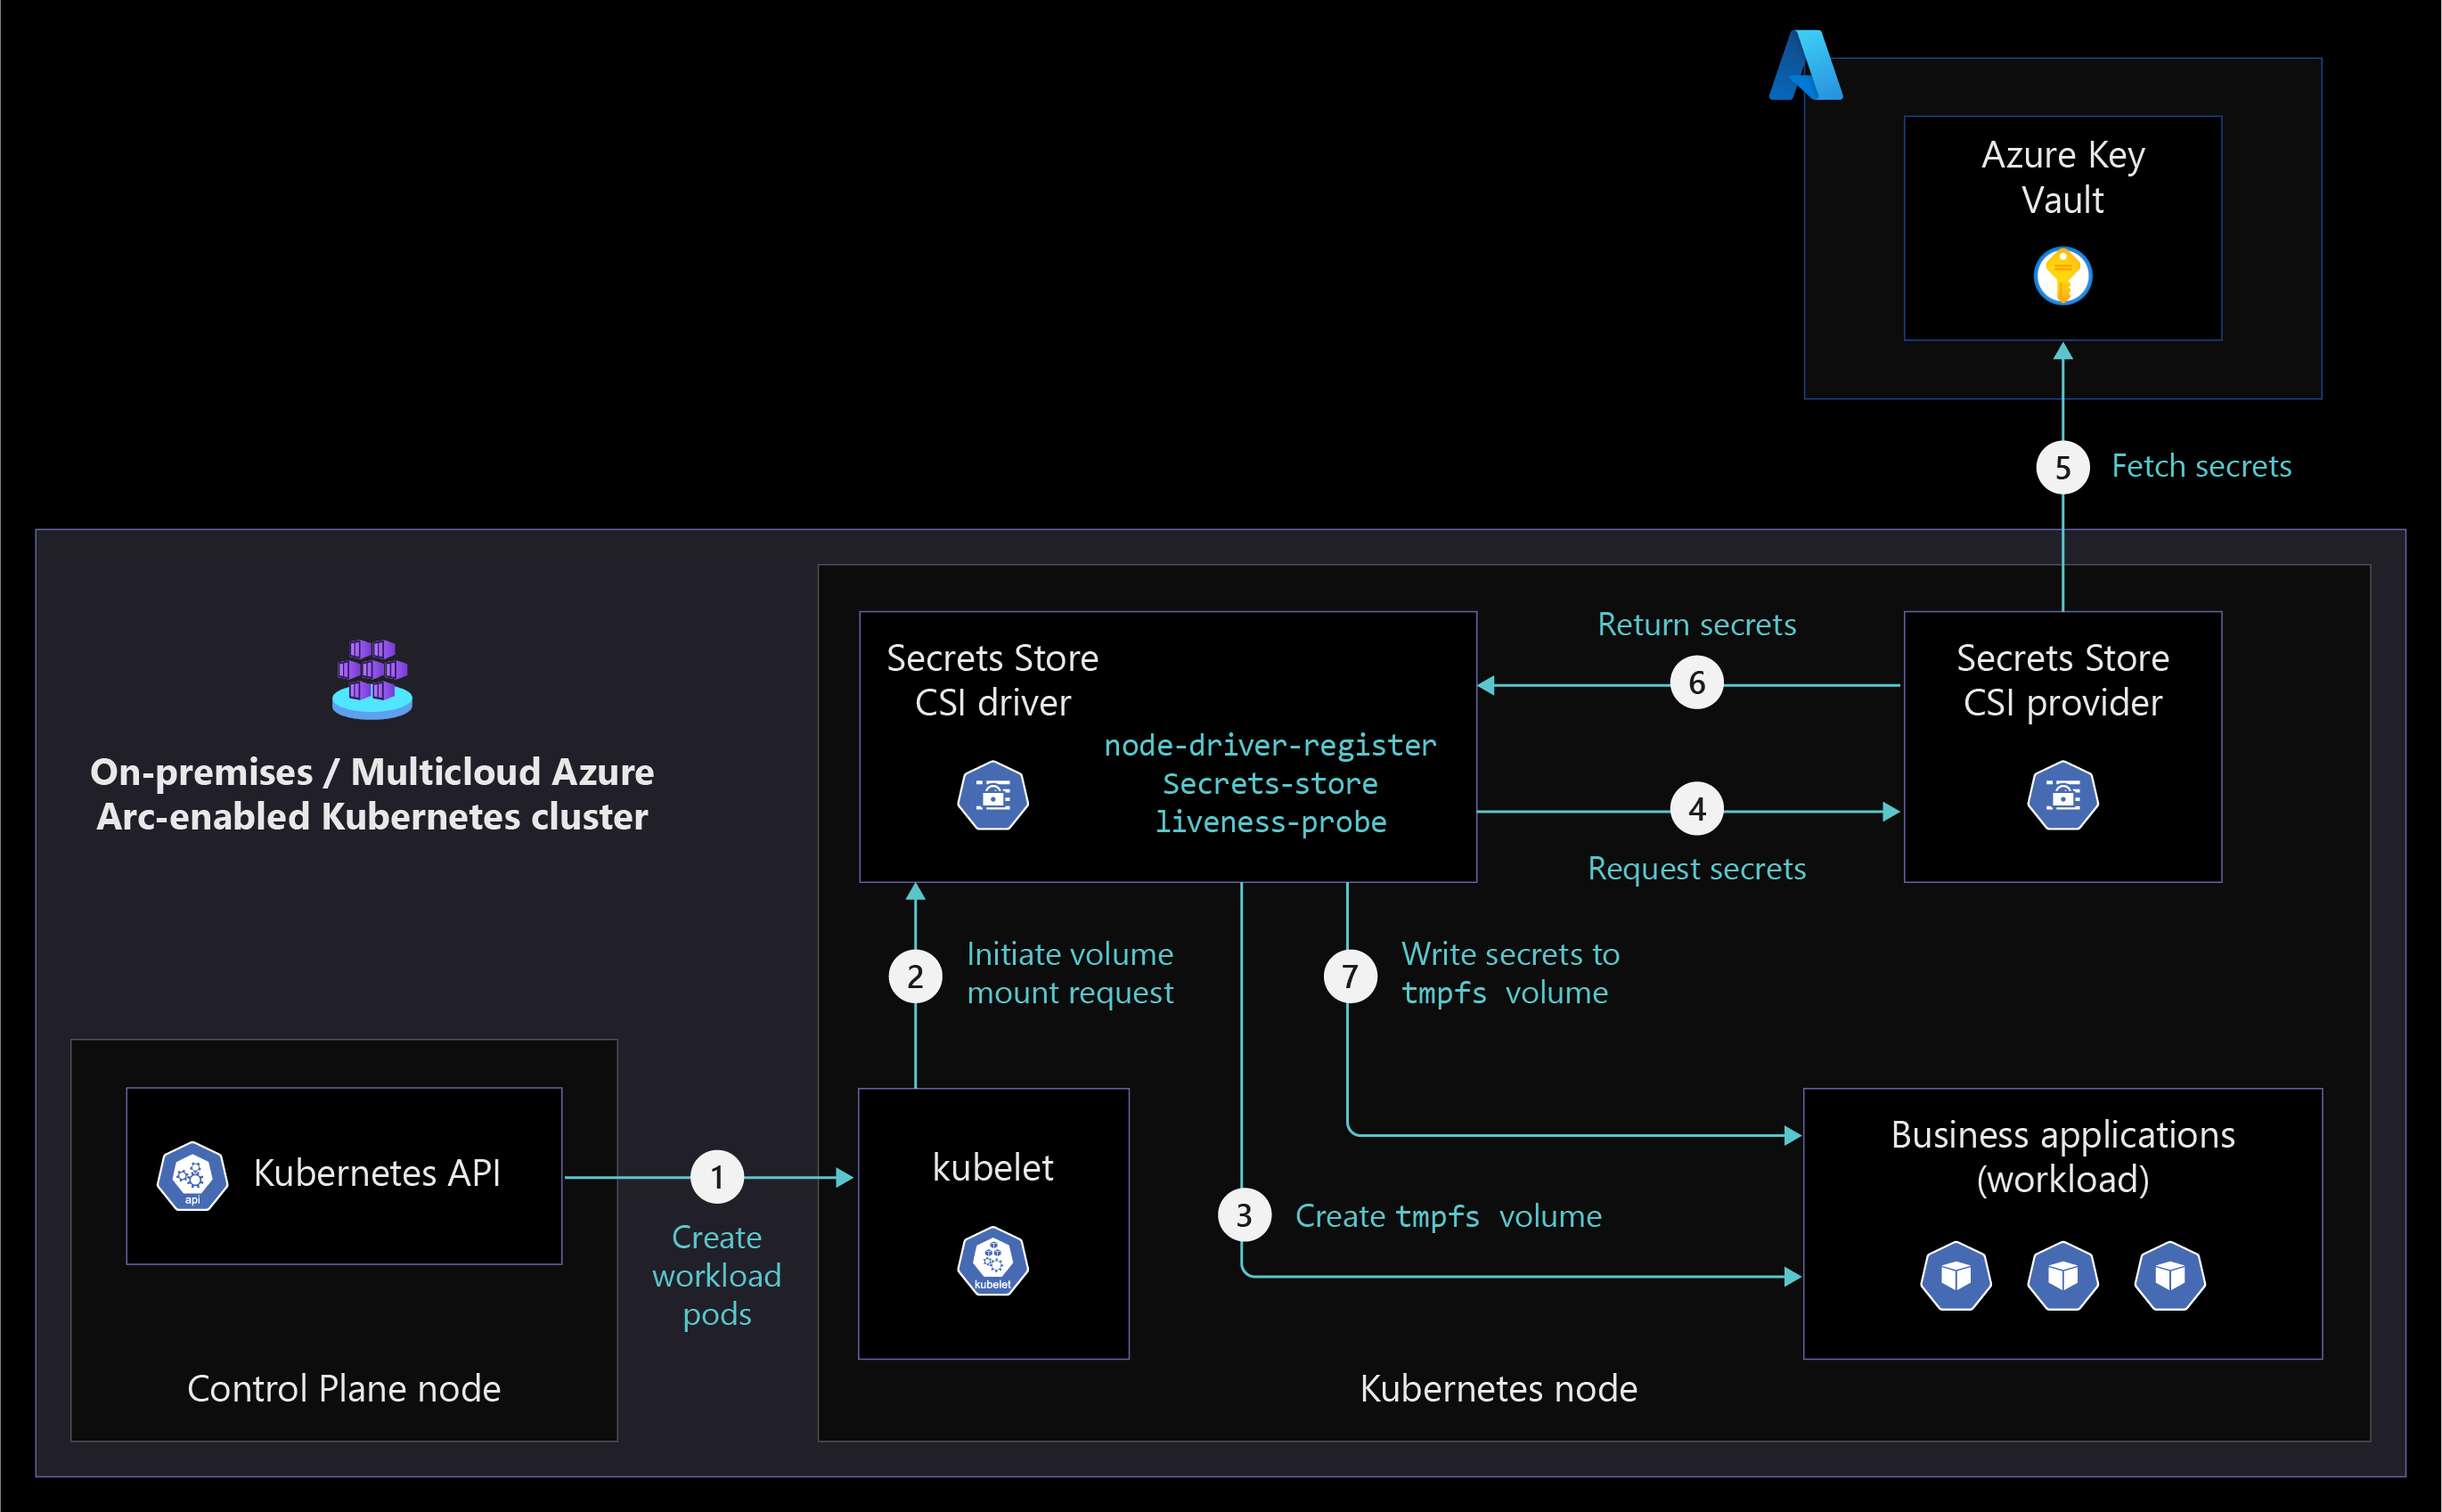 Azure Key
Vault
5
Fetch secrets
On-premises / Multicloud Azure
Arc-enabled Kubernetes cluster
Secrets Store
CSI driver
node-driver-register
Secrets-store
liveness-probe
Return secrets
6
4
Request secrets
Secrets Store
CSI provider
2
Initiate volume
mount request
7
Write secrets to
tmpfs volume
api
Kubernetes API
1
Create
workload
pods
kubelet
kubelet
3
Create tmpfs volume
Business applications
(workload)
Control Plane node
Kubernetes node